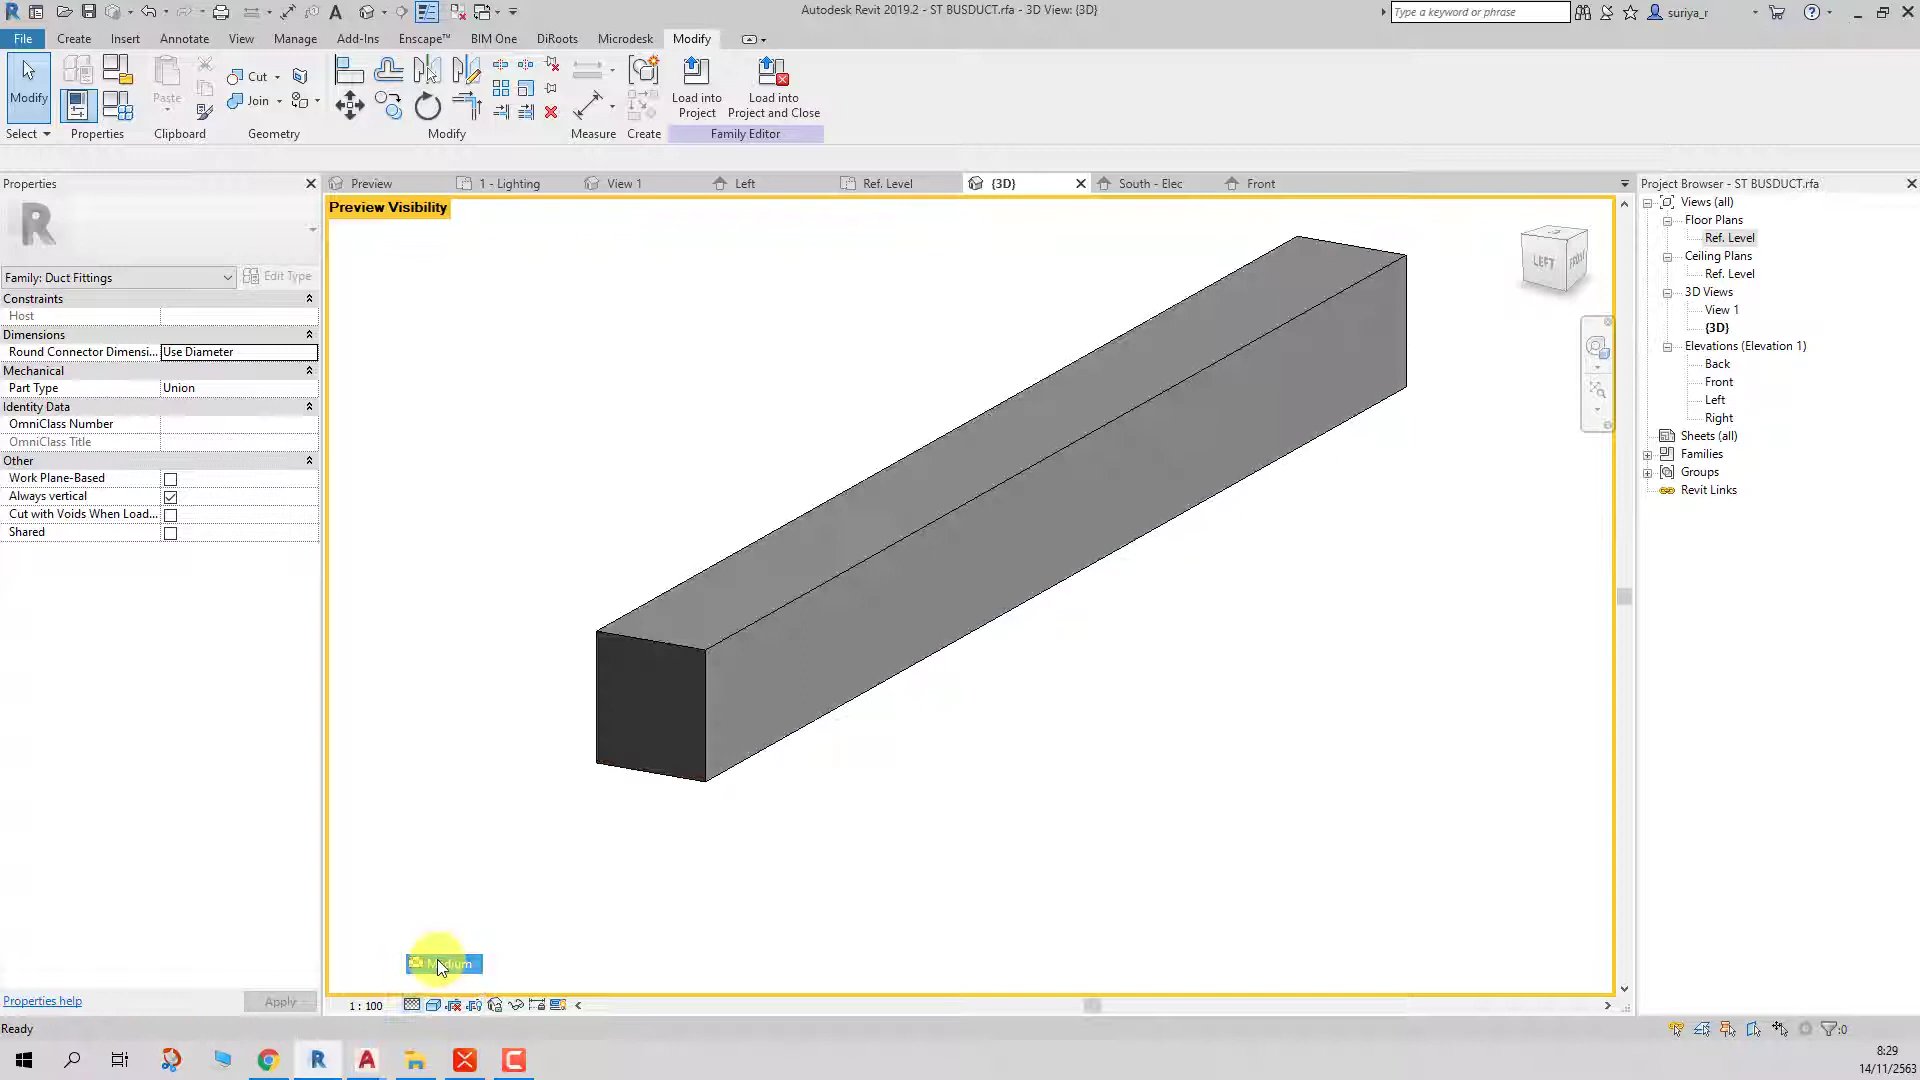 Autodesk Revit 2019.2 - ST BUSDUCT.rfa - 3D View: {3D}
Type a keyword or phrase
suriya_r
File Create Insert Annotate View Manage Add-Ins Enscape™ BIM One DiRoots Microdesk Modify
Modify
Paste
Cut
Join
Load into
Project
Load into
Project and Close
Select Properties Clipboard Geometry Modify Measure Create Family Editor
Properties
Preview 1 - Lighting View 1 Left Ref. Level {3D} South - Elec Front
Project Browser - ST BUSDUCT.rfa
Preview Visibility
LEFT
FRONT
Family: Duct Fittings
Edit Type
Constraints
Host
Dimensions
Round Connector Dimensi... Use Diameter
Mechanical
Part Type Union
Identity Data
OmniClass Number
OmniClass Title
Other
Work Plane-Based
Always vertical
Cut with Voids When Load...
Shared
Views (all)
Floor Plans
Ref. Level
Ceiling Plans
Ref. Level
3D Views
View 1
{3D}
Elevations (Elevation 1)
Back
Front
Left
Right
Sheets (all)
Families
Groups
Revit Links
Medium
Properties help
Apply
1 : 100
Ready
:0
8:29
14/11/2563